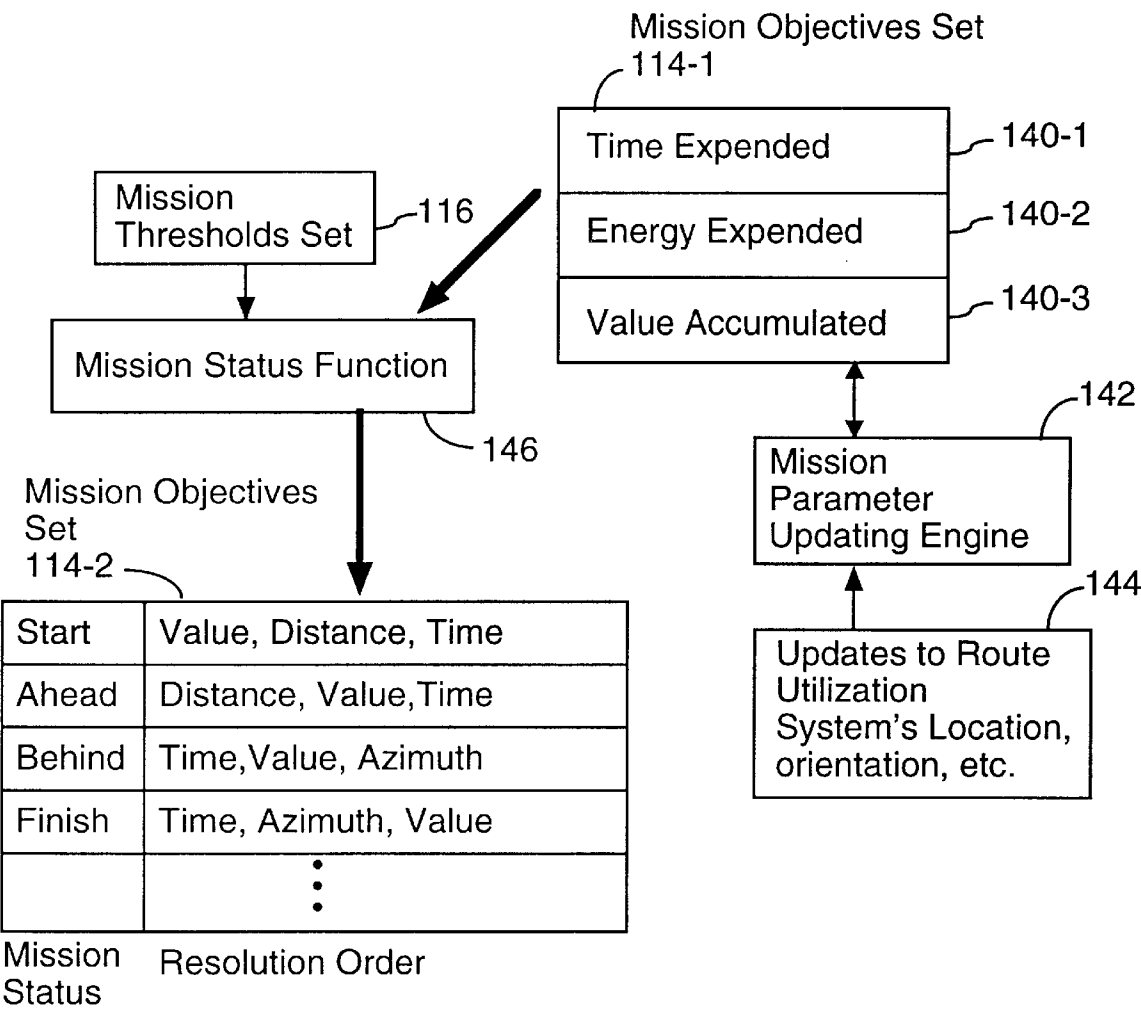 Mission Objectives Set
114-1
Time Expended
140-1
Energy Expended
140-2
Value Accumulated
140-3
Mission
Thresholds Set
116
Mission Status Function
146
142
Mission
Parameter
Updating Engine
144
Updates to Route
Utilization
System's Location,
orientation, etc.
Mission Objectives
Set
114-2
Start Value, Distance, Time
Ahead Distance, Value,Time
Behind Time,Value, Azimuth
Finish Time, Azimuth, Value
Mission
Status
Resolution Order